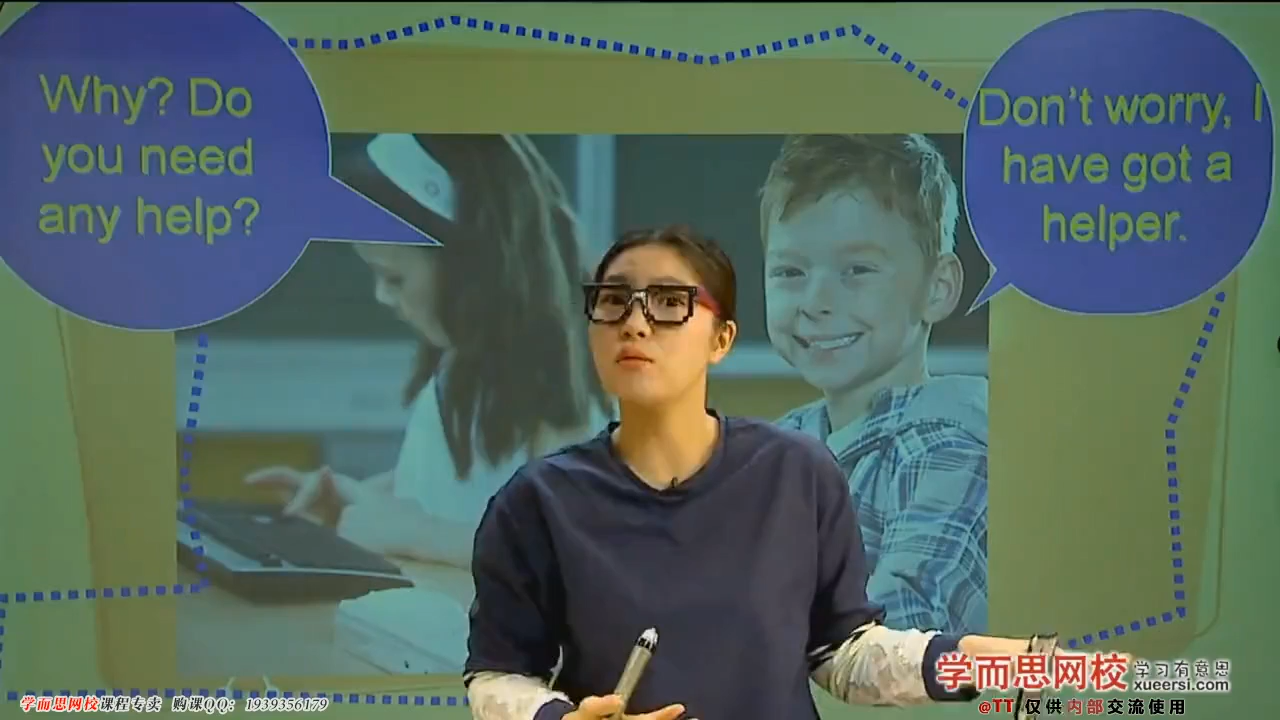 Why? Do
you need
any help?
Don't worry, I
have got a
helper.
学而思网校 学习有意思
xueersi.com
@TT 仅供内部交流使用
学而思网校课程专卖 购课QQ: 1939356179